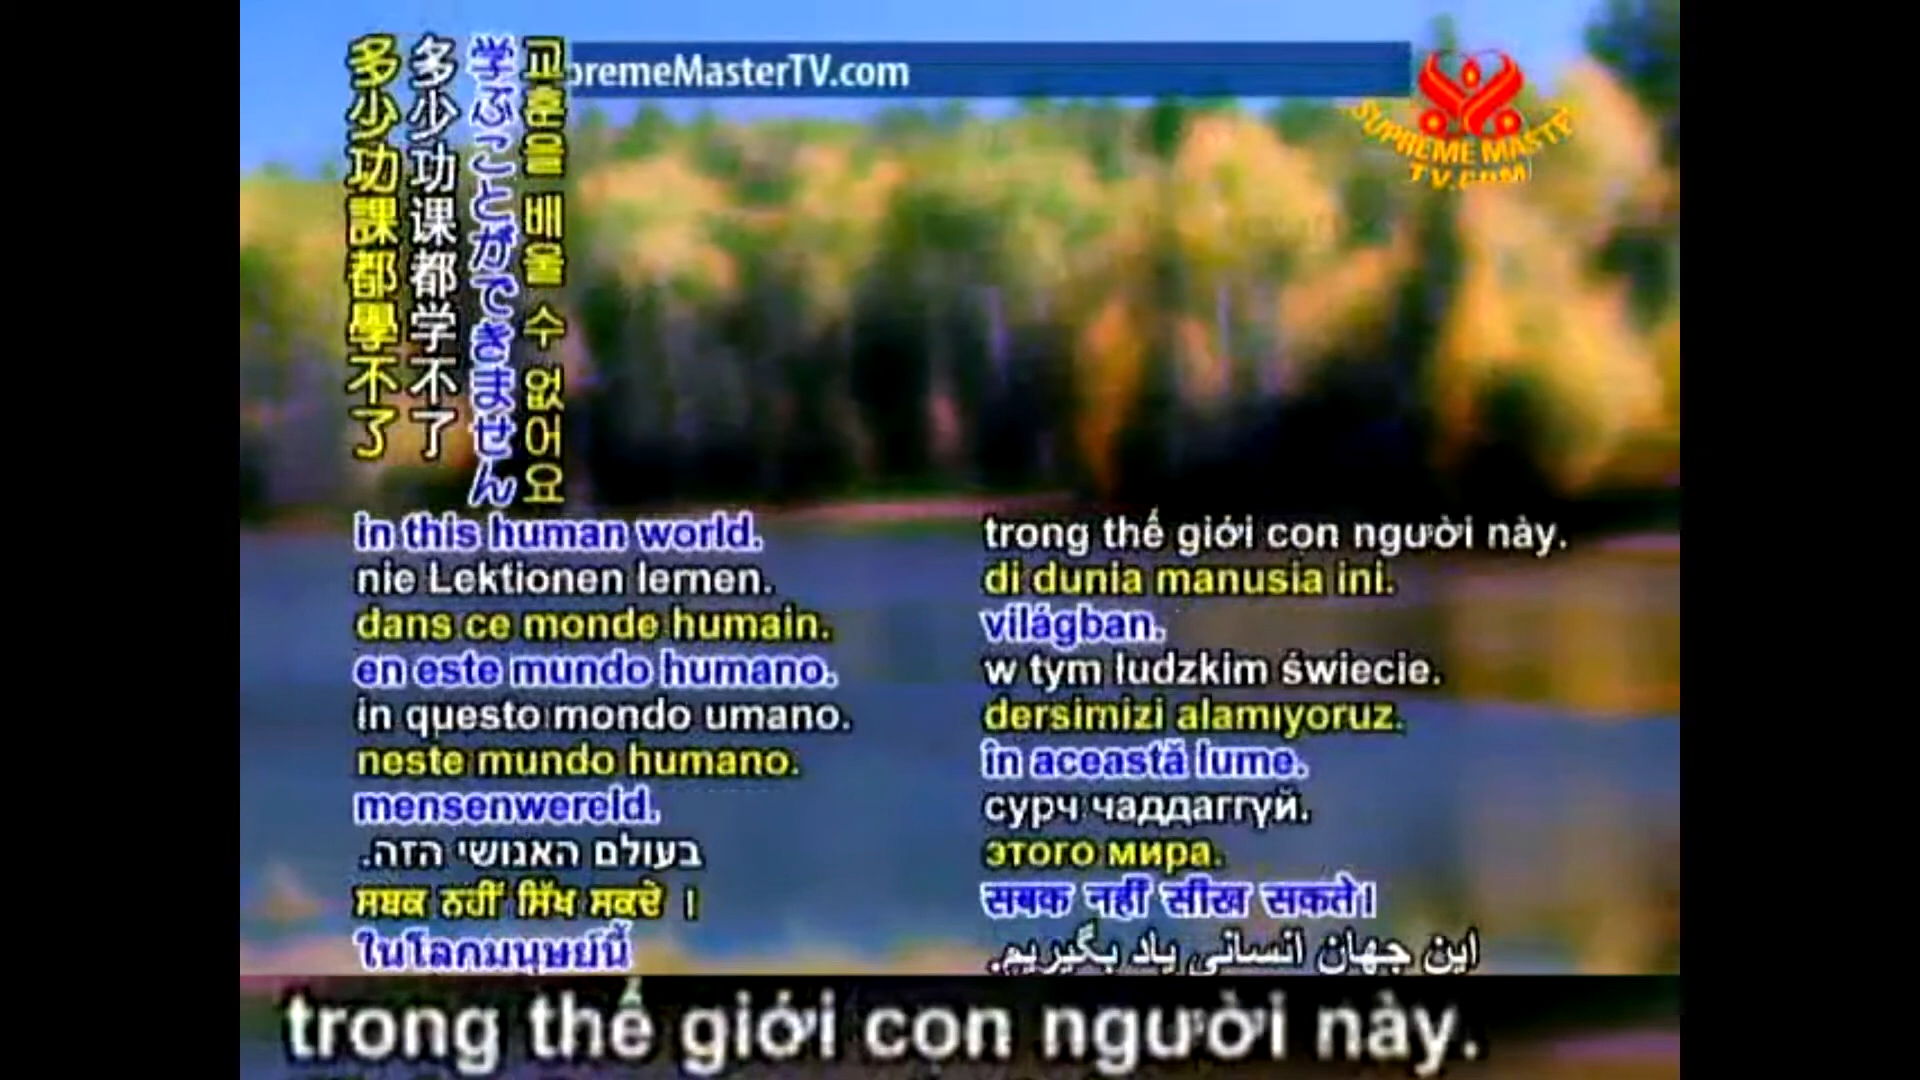 premeMasterTV.com
SUPREME MASTER
TV.COM
多少功課都學不了
多少功课都学不了
学ぶことができません
교훈을 배울 수 없어요
in this human world.
nie Lektionen lernen.
dans ce monde humain.
en este mundo humano.
in questo mondo umano.
neste mundo humano.
mensenwereld.
בעולם האנושי הזה.
ਸਬਕ ਨਹੀਂ ਸਿੱਖ ਸਕਦੇ ।
ในโลกมนุษย์นี้
trong thế giới con người này.
di dunia manusia ini.
világban.
w tym ludzkim świecie.
dersimizi alamıyoruz.
în această lume.
сурч чаддаггүй.
этого мира.
सबक नहीं सीख सकते।
این جهان انسانی یاد بگیریم.
trong thế giới con người này.